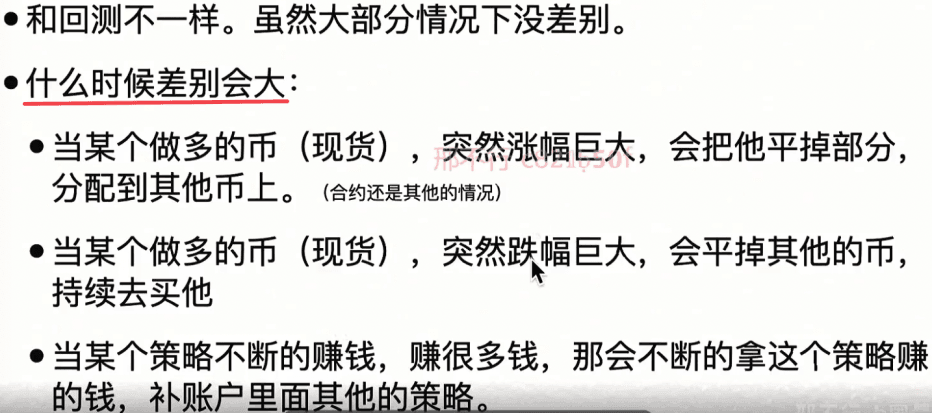 ●和回测不一样。虽然大部分情况下没差别。
●什么时候差别会大：
●当某个做多的币（现货），突然涨幅巨大，会把他平掉部分，
分配到其他币上。（合约还是其他的情况）
●当某个做多的币（现货），突然跌幅巨大，会平掉其他的币，
持续去买他
●当某个策略不断的赚钱，赚很多钱，那会不断的拿这个策略赚
的钱，补账户里面其他的策略。